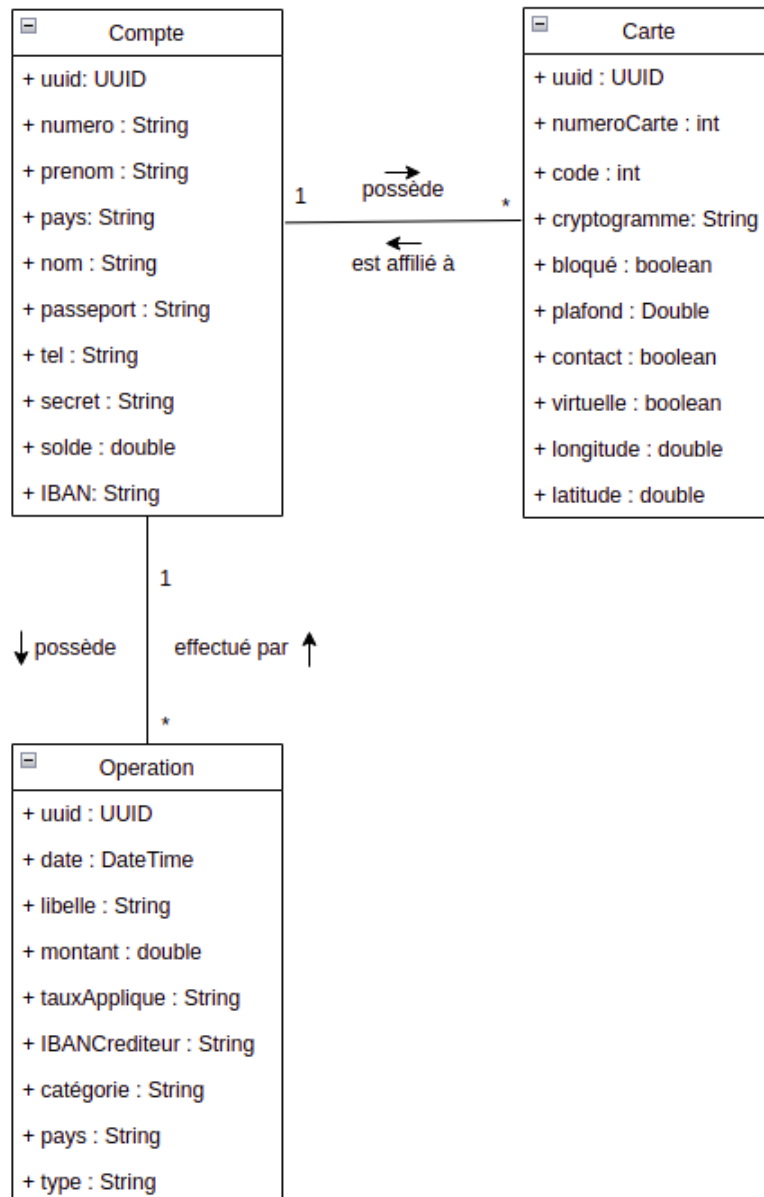 Compte
+ uuid: UUID
+ numero : String
+ prenom : String
+ pays: String
+ nom : String
+ passeport : String
+ tel : String
+ secret : String
+ solde : double
+ IBAN: String
1
possède
*
est affilié à
Carte
+ uuid : UUID
+ numeroCarte : int
+ code : int
+ cryptogramme: String
+ bloqué : boolean
+ plafond : Double
+ contact : boolean
+ virtuelle : boolean
+ longitude : double
+ latitude : double
1
possède
effectué par
*
Operation
+ uuid : UUID
+ date : DateTime
+ libelle : String
+ montant : double
+ tauxApplique : String
+ IBANCrediteur : String
+ catégorie : String
+ pays : String
+ type : String